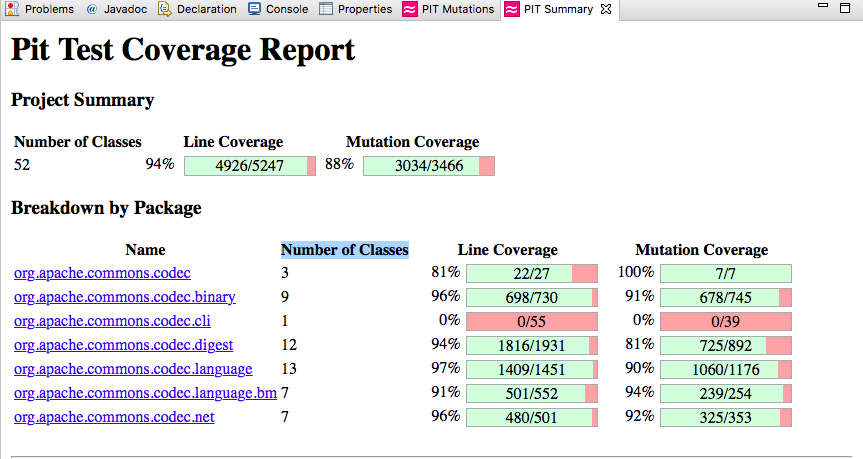 Problems @ Javadoc Declaration Console Properties PIT Mutations PIT Summary
Pit Test Coverage Report
Project Summary
Number of Classes Line Coverage Mutation Coverage
52 94% 4926/5247 88% 3034/3466
Breakdown by Package
Name Number of Classes Line Coverage Mutation Coverage
org.apache.commons.codec 3 81% 22/27 100% 7/7
org.apache.commons.codec.binary 9 96% 698/730 91% 678/745
org.apache.commons.codec.cli 1 0% 0/55 0% 0/39
org.apache.commons.codec.digest 12 94% 1816/1931 81% 725/892
org.apache.commons.codec.language 13 97% 1409/1451 90% 1060/1176
org.apache.commons.codec.language.bm 7 91% 501/552 94% 239/254
org.apache.commons.codec.net 7 96% 480/501 92% 325/353